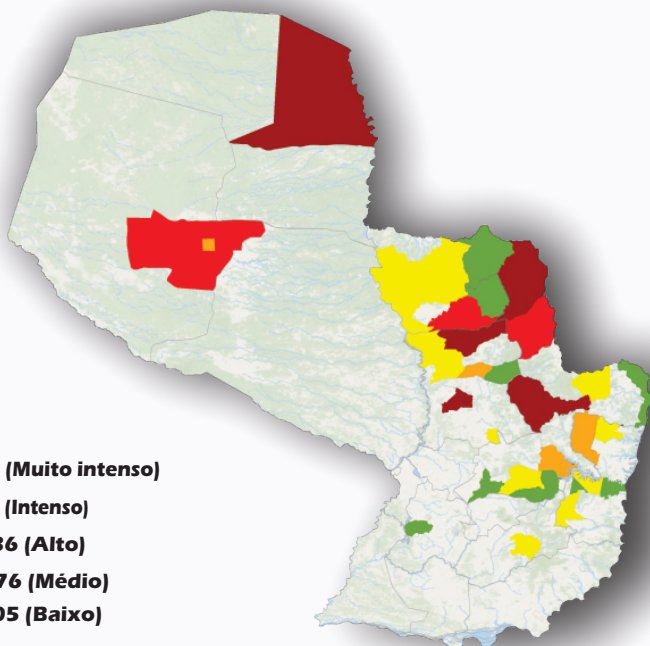 (Muito intenso)
(Intenso)
36 (Alto)
76 (Médio)
05 (Baixo)